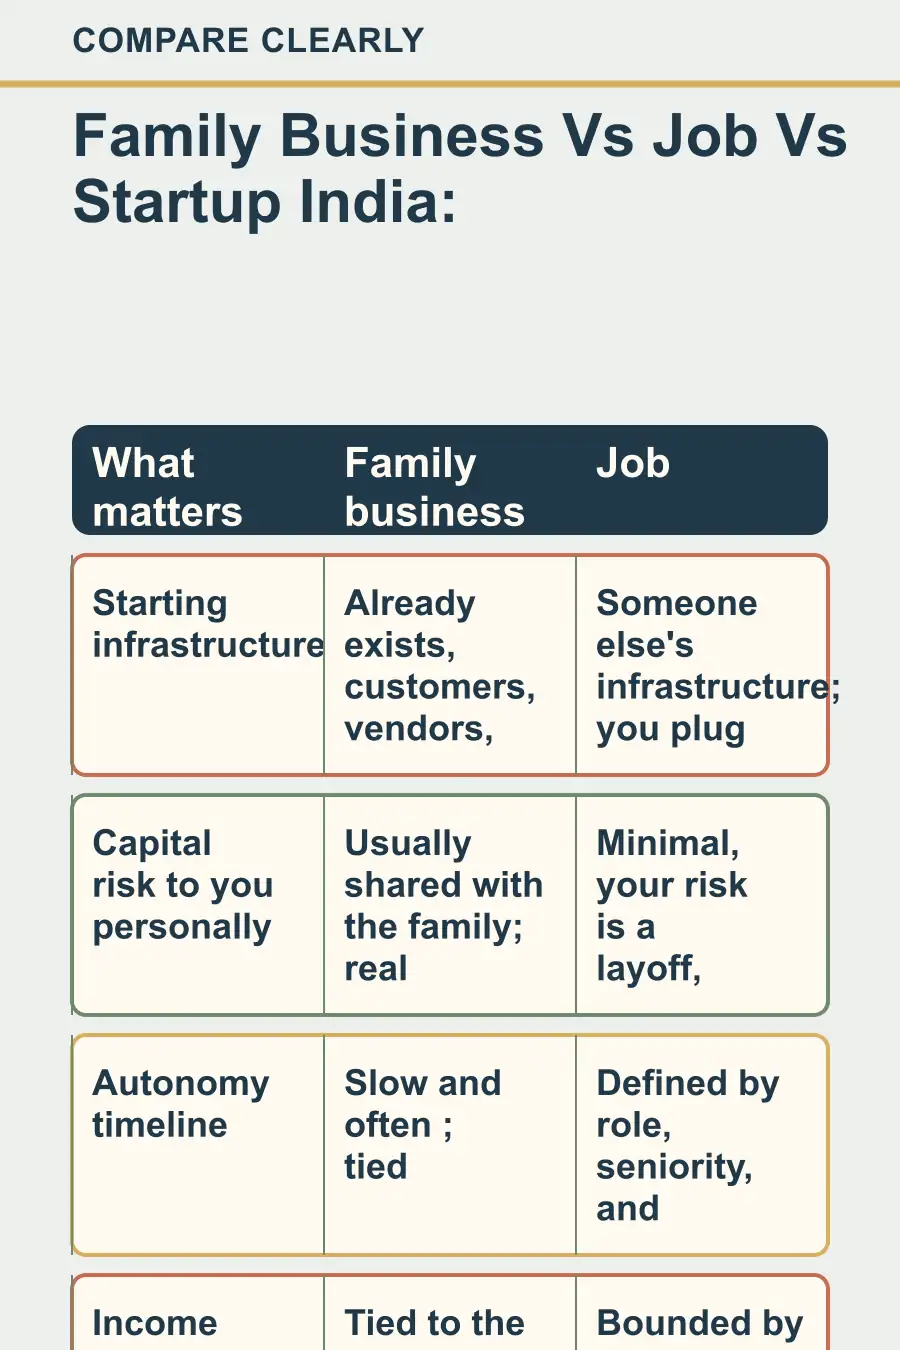 COMPARE CLEARLY
Family Business Vs Job Vs
Startup India:
What
matters
Family
business
Job
Starting
infrastructure
Already
exists,
customers,
vendors,
Someone
else's
infrastructure;
you plug
Capital
risk to you
personally
Usually
shared with
the family;
real
Minimal,
your risk
is a
layoff,
Autonomy
timeline
Slow and
often ;
tied
Defined by
role,
seniority,
and
Income
Tied to the
Bounded by